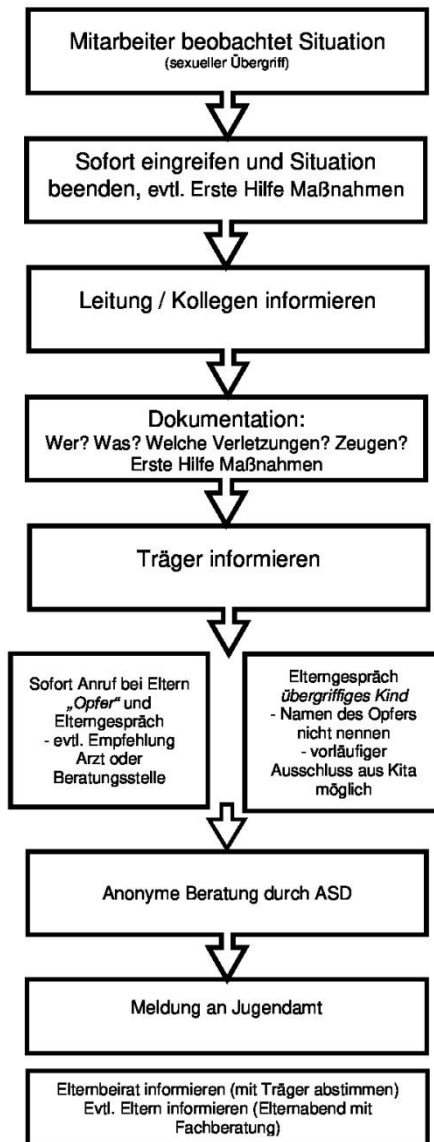 Mitarbeiter beobachtet Situation
(sexueller Übergriff)
Sofort eingreifen und Situation
beenden, evtl. Erste Hilfe Maßnahmen
Leitung / Kollegen informieren
Dokumentation:
Wer? Was? Welche Verletzungen? Zeugen?
Erste Hilfe Maßnahmen
Träger informieren
Sofort Anruf bei Eltern
„Opfer" und
Elterngespräch
- evtl. Empfehlung
Arzt oder
Beratungsstelle
Elterngespräch
übergriffiges Kind
- Namen des Opfers
nicht nennen
- vorläufiger
Ausschluss aus Kita
möglich
Anonyme Beratung durch ASD
Meldung an Jugendamt
Elternbeirat informieren (mit Träger abstimmen)
Evtl. Eltern informieren (Elternabend mit
Fachberatung)